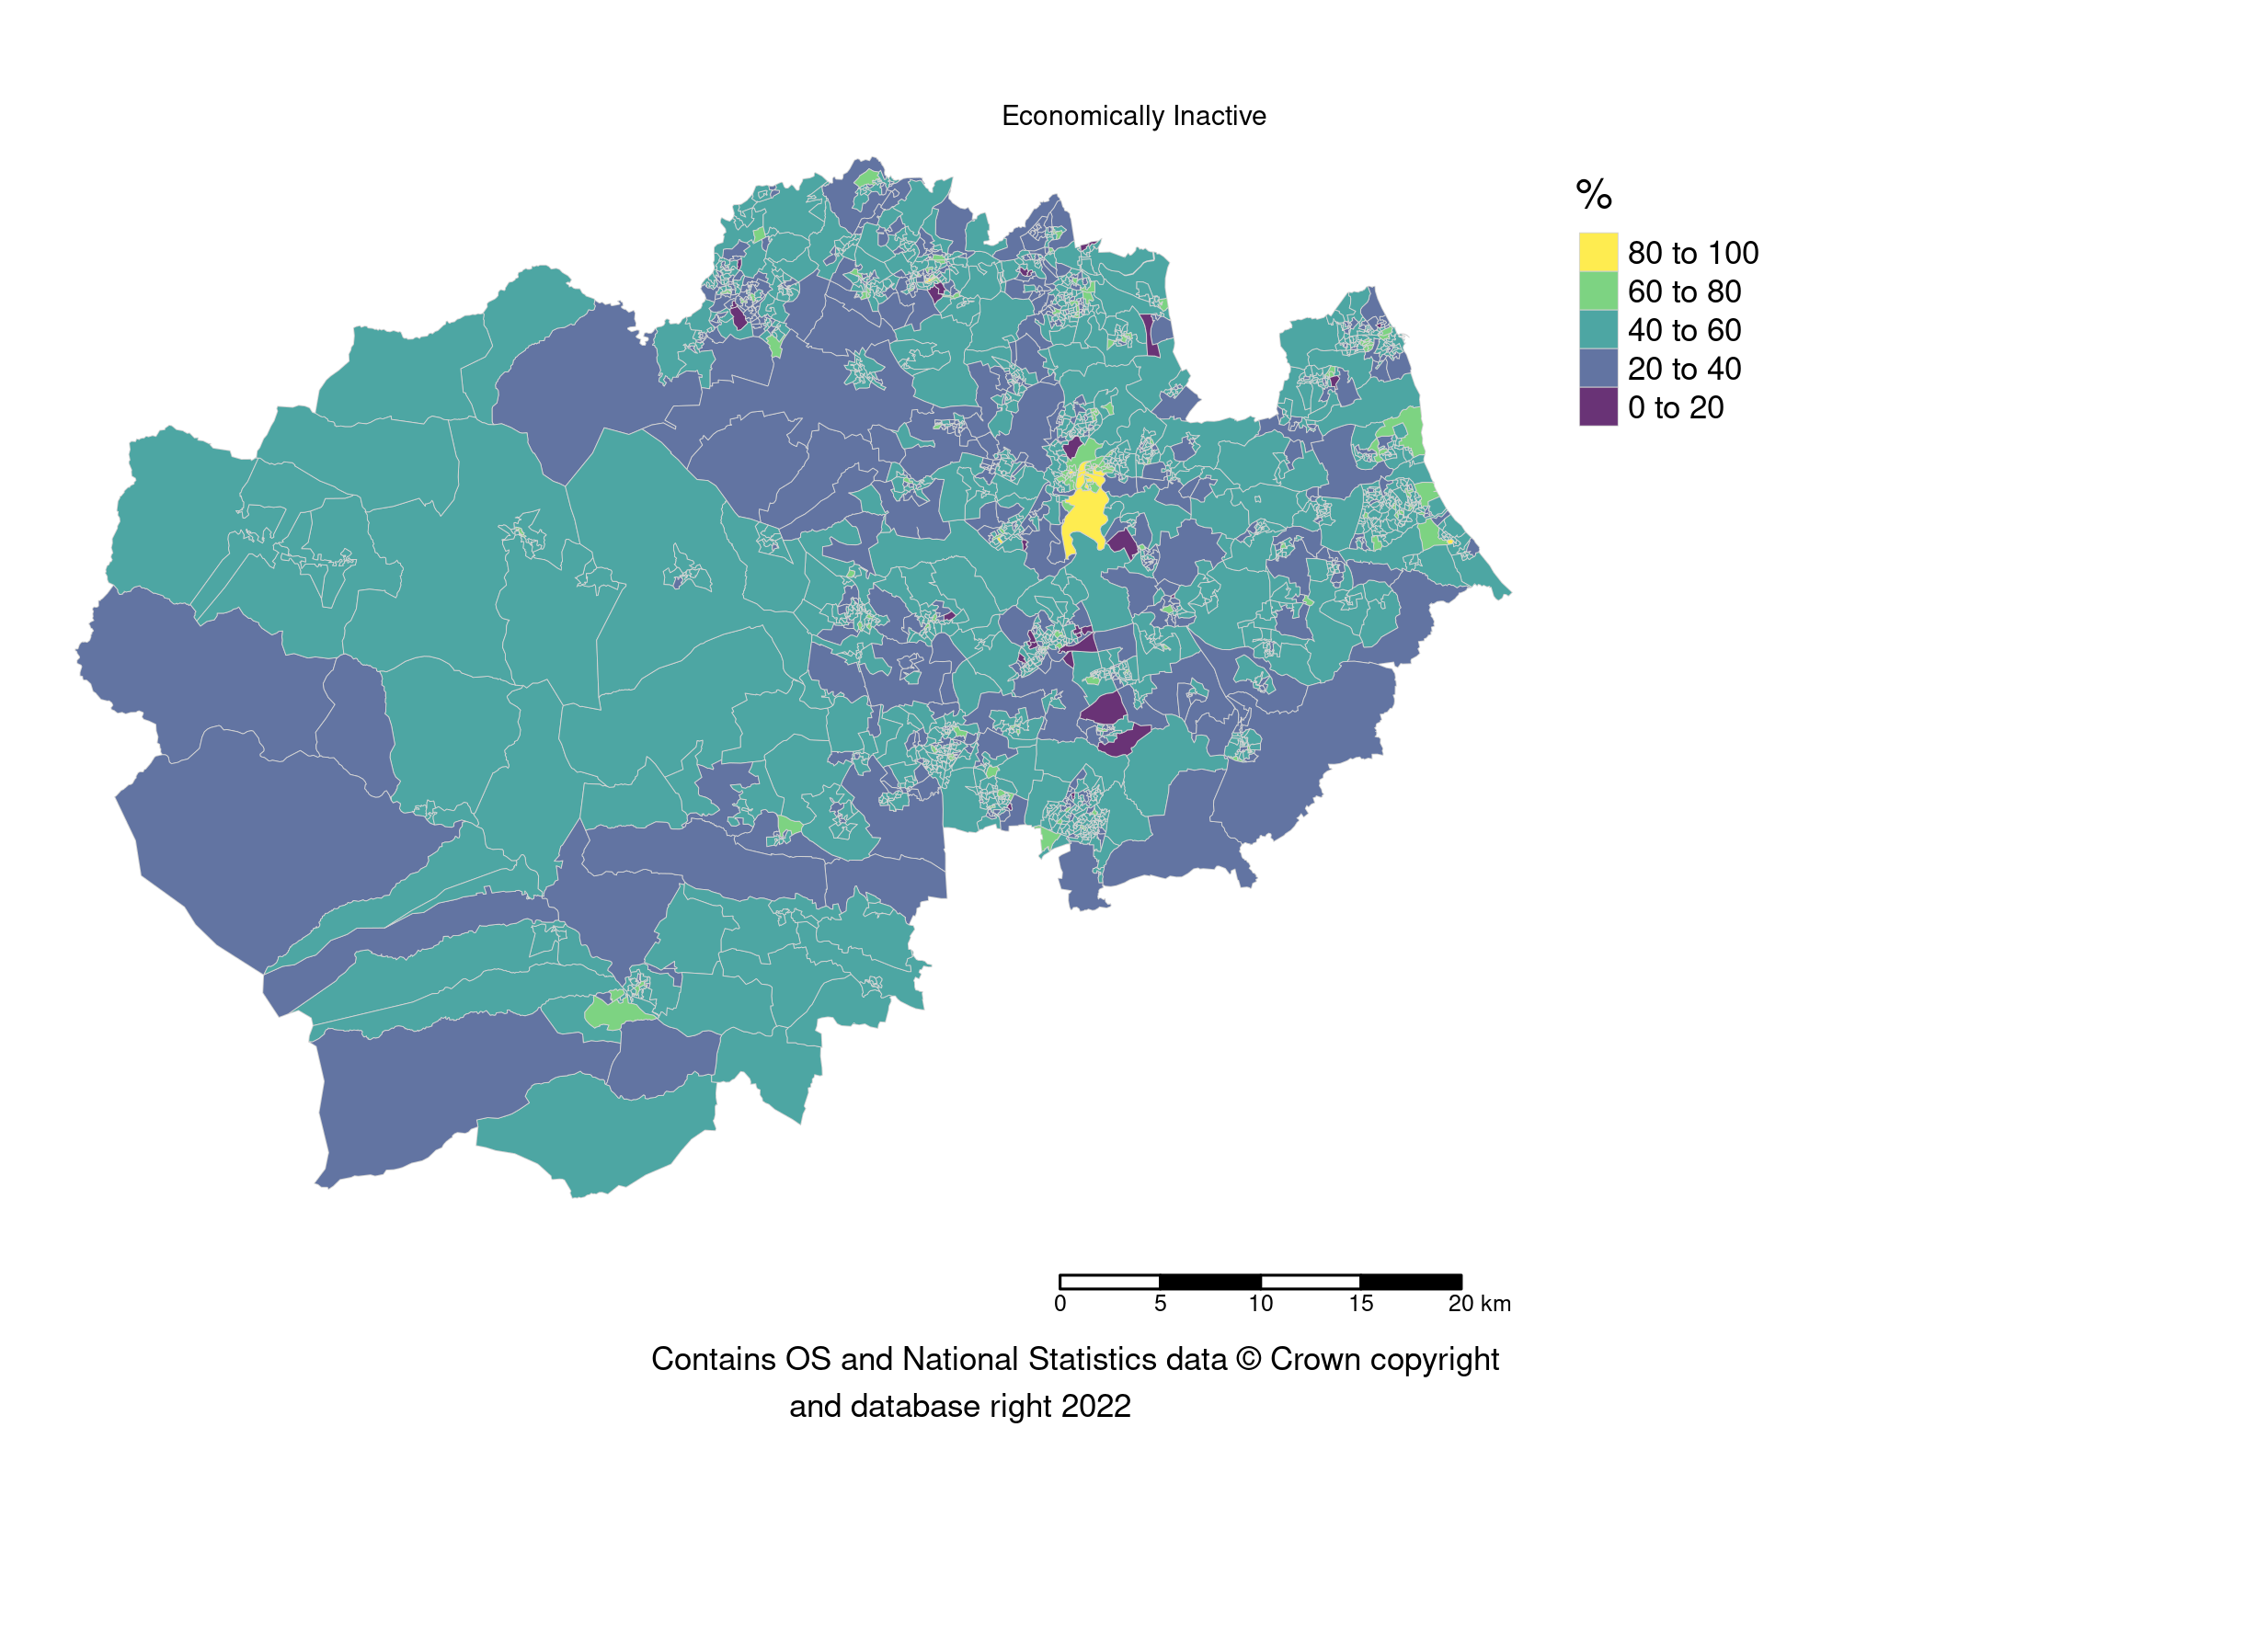 Economically Inactive
%
80 to 100
60 to 80
40 to 60
20 to 40
0 to 20
0 5 10 15 20 km
Contains OS and National Statistics data © Crown copyright
and database right 2022